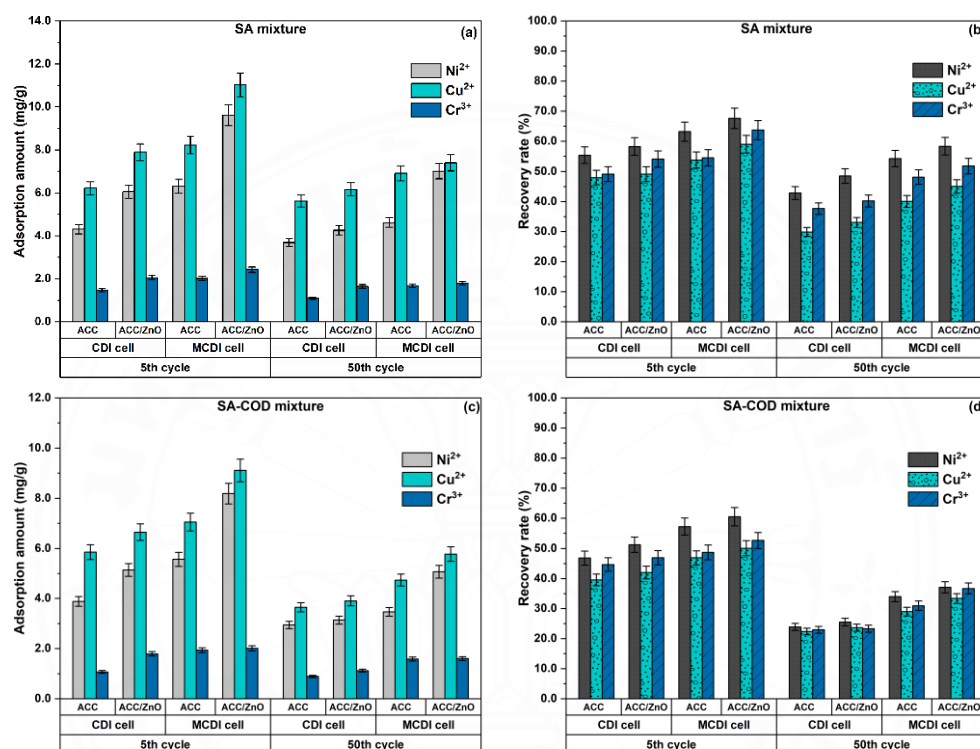 SA mixture
(a)
Ni²⁺
Cu²⁺
Cr³⁺
Adsorption amount (mg/g)
14.0
12.0
10.0
8.0
6.0
4.0
2.0
0.0
ACC ACC/ZnO ACC ACC/ZnO ACC ACC/ZnO ACC ACC/ZnO
CDI cell MCDI cell CDI cell MCDI cell
5th cycle 50th cycle
SA mixture
(b)
Ni²⁺
Cu²⁺
Cr³⁺
Recovery rate (%)
100.0
90.0
80.0
70.0
60.0
50.0
40.0
30.0
20.0
10.0
0.0
ACC ACC/ZnO ACC ACC/ZnO ACC ACC/ZnO ACC ACC/ZnO
CDI cell MCDI cell CDI cell MCDI cell
5th cycle 50th cycle
SA-COD mixture
(c)
Ni²⁺
Cu²⁺
Cr³⁺
Adsorption amount (mg/g)
12.0
10.0
8.0
6.0
4.0
2.0
0.0
ACC ACC/ZnO ACC ACC/ZnO ACC ACC/ZnO ACC ACC/ZnO
CDI cell MCDI cell CDI cell MCDI cell
5th cycle 50th cycle
SA-COD mixture
(d)
Ni²⁺
Cu²⁺
Cr³⁺
Recovery rate (%)
100.0
90.0
80.0
70.0
60.0
50.0
40.0
30.0
20.0
10.0
0.0
ACC ACC/ZnO ACC ACC/ZnO ACC ACC/ZnO ACC ACC/ZnO
CDI cell MCDI cell CDI cell MCDI cell
5th cycle 50th cycle